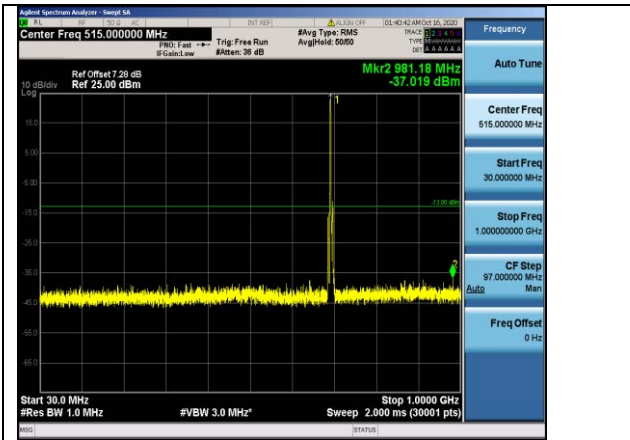 Agilent Spectrum Analyzer - Swept SA
RL RF 50 Ω AC INT REF ALIGN OFF 01:40:42 AM Oct 16, 2020
Center Freq 515.000000 MHz
PNO: Fast
IFGain:Low
Trig: Free Run
#Atten: 36 dB
#Avg Type: RMS
Avg|Hold: 50/50
TRACE 1 2 3 4 5 6
TYPE
DET A A A A A A
Frequency
Mkr2 981.18 MHz
-37.019 dBm
Ref Offset 7.28 dB
Ref 25.00 dBm
10 dB/div
Log
1
15.0
5.00
-5.00
-13.00 dBm
-15.0
-25.0
2
-35.0
-45.0
-55.0
-65.0
Start 30.0 MHz
#Res BW 1.0 MHz
#VBW 3.0 MHz*
Stop 1.0000 GHz
Sweep 2.000 ms (30001 pts)
MSG
STATUS
Auto Tune
Center Freq
515.000000 MHz
Start Freq
30.000000 MHz
Stop Freq
1.000000000 GHz
CF Step
97.000000 MHz
Auto Man
Freq Offset
0 Hz